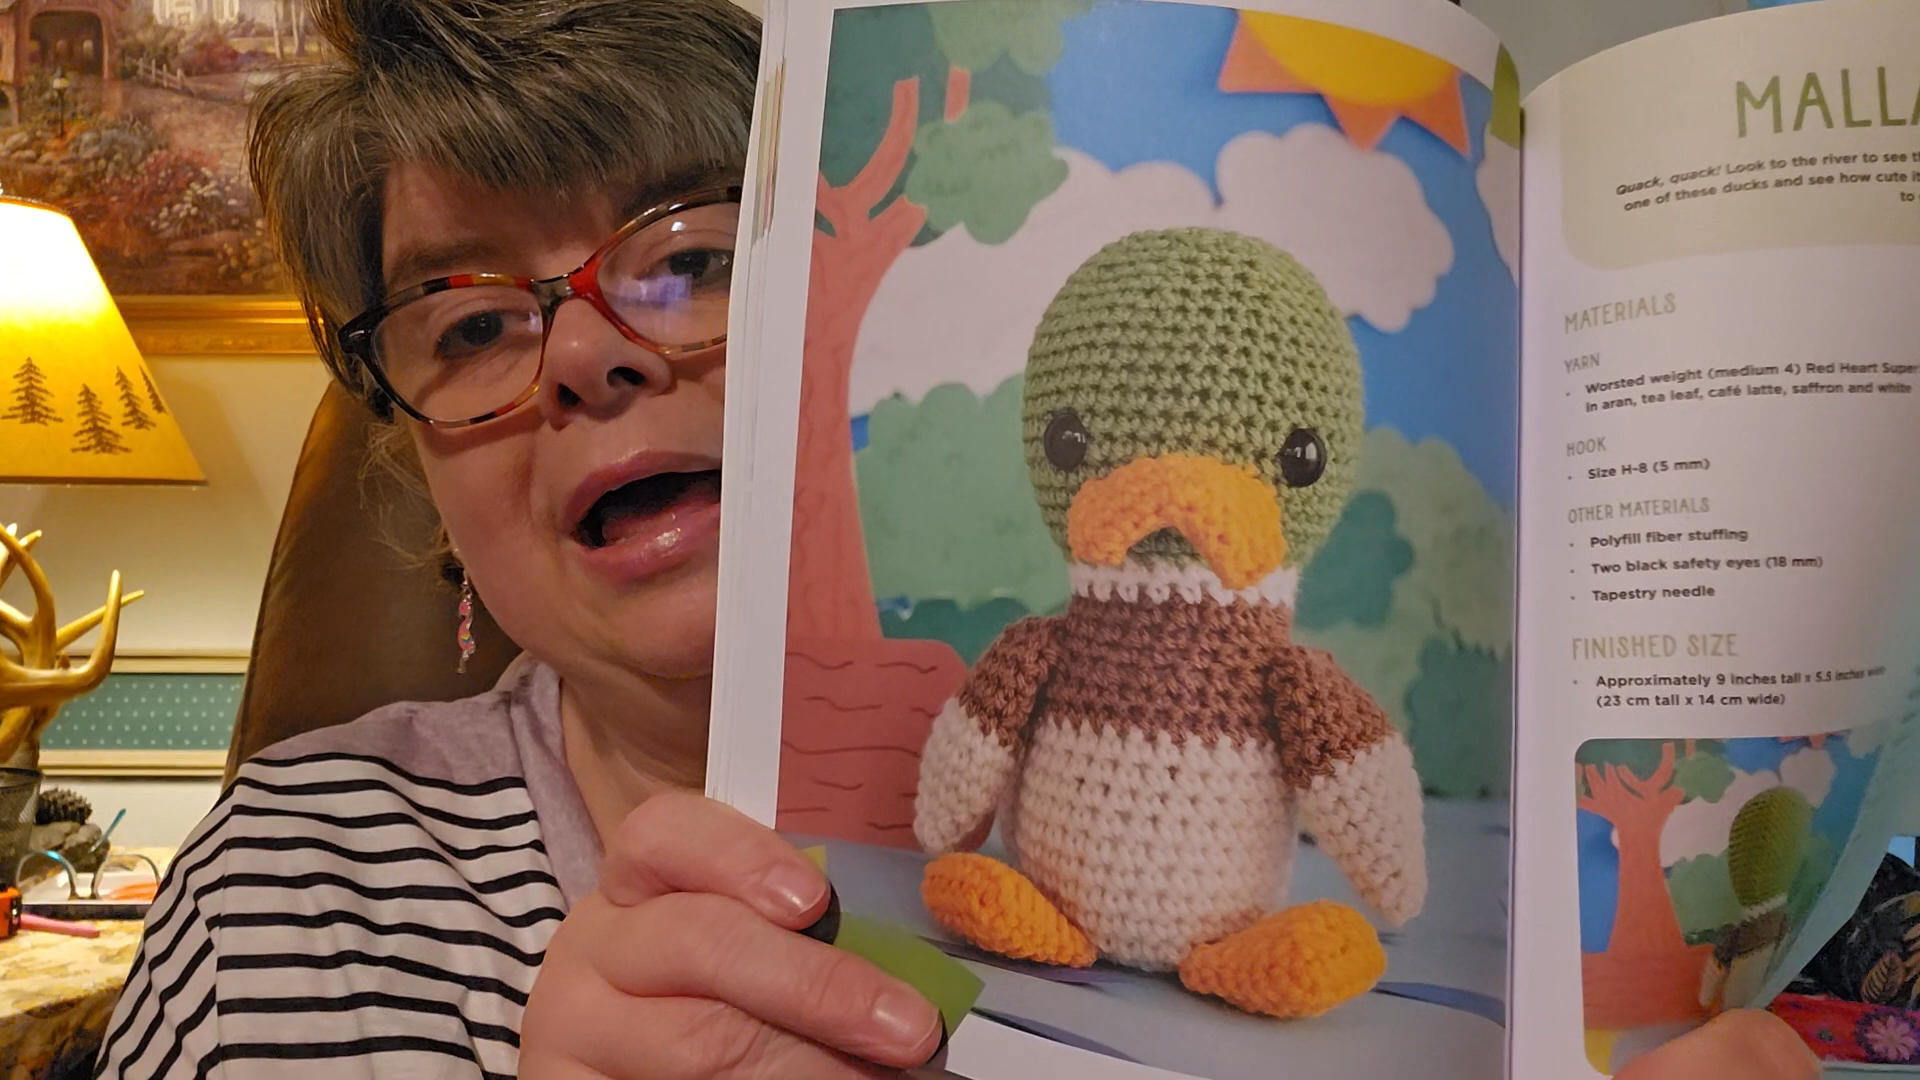 MALLA
Quack, quack! Look to the river to see t
one of these ducks and see how cute it
to
MATERIALS
YARN
• Worsted weight (medium 4) Red Heart Super
in aran, tea leaf, café latte, saffron and white
HOOK
• Size H-8 (5 mm)
OTHER MATERIALS
• Polyfill fiber stuffing
• Two black safety eyes (18 mm)
• Tapestry needle
FINISHED SIZE
• Approximately 9 inches tall x 5.5 inches
(23 cm tall x 14 cm wide)